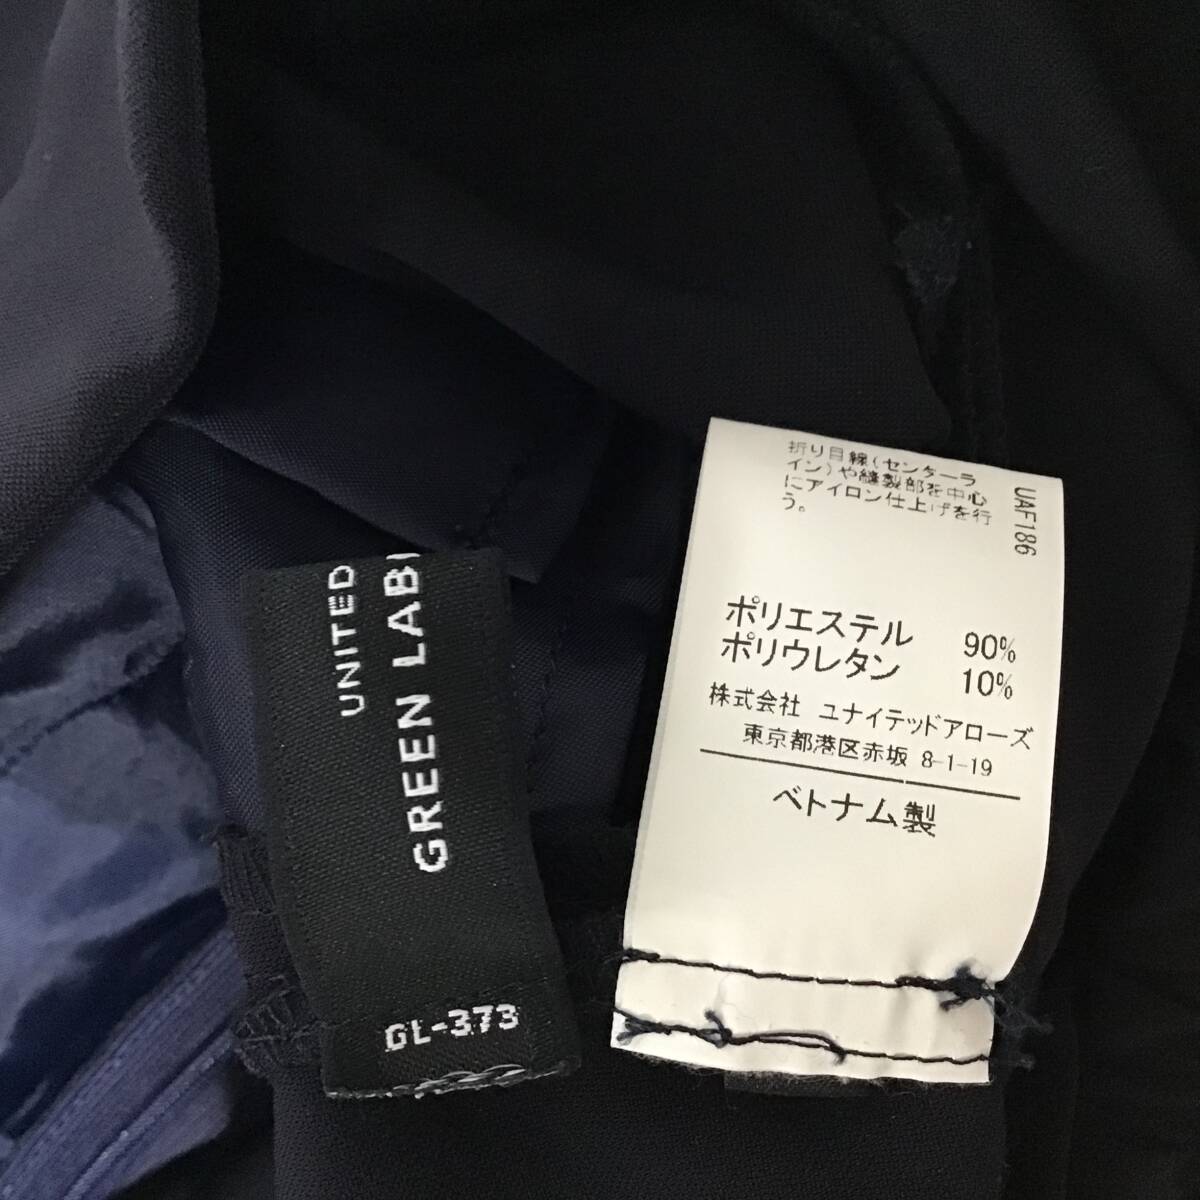 折り目線(センターラ
イン)や縫製部を中心
にアイロン仕上げを行
う。
UAF186
ポリエステル 90%
ポリウレタン 10%
株式会社 ユナイテッドアローズ
東京都港区赤坂 8-1-19
ベトナム製
UNITED
GREEN LAB
GL-373